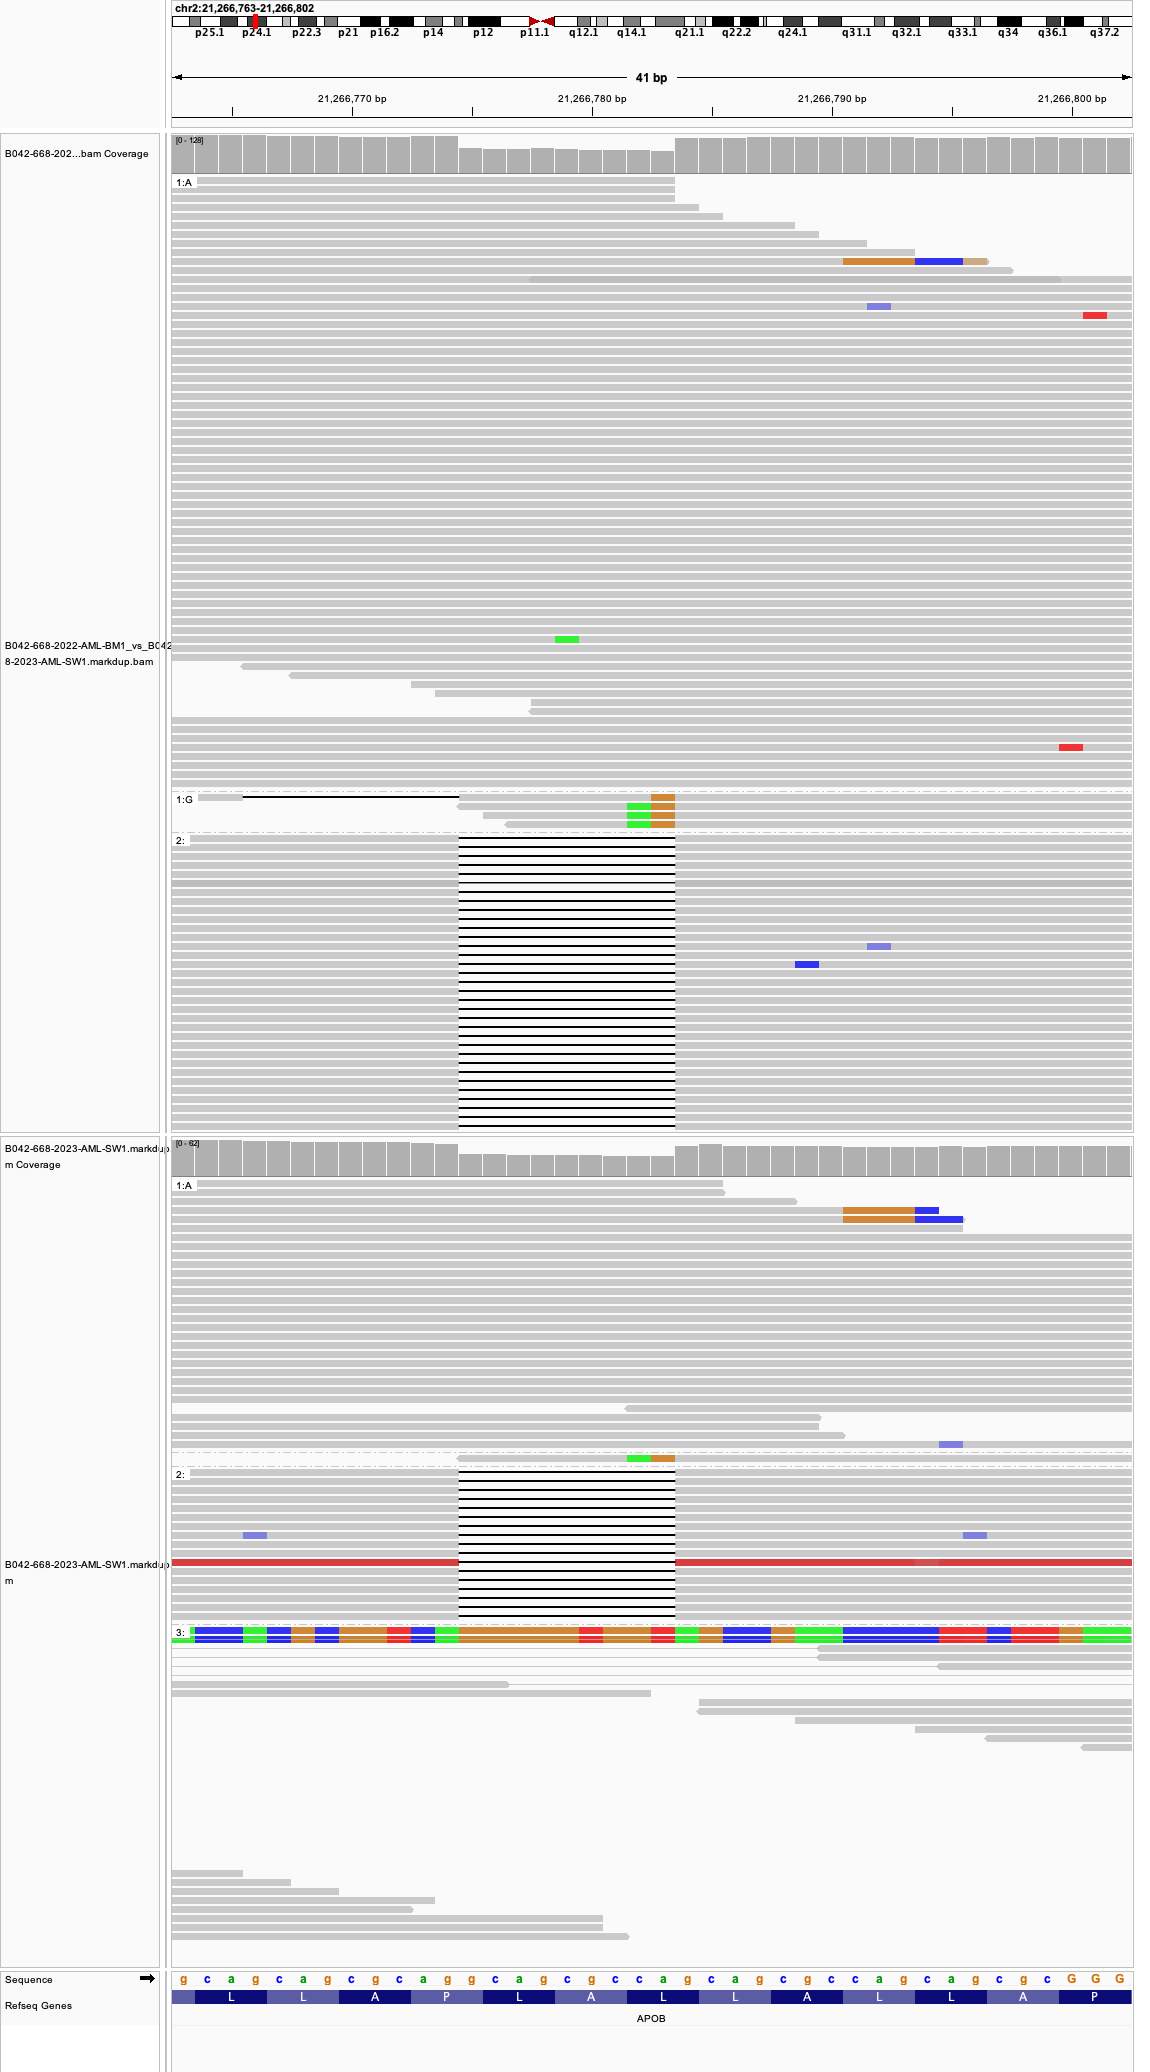 chr2:21,266,763-21,266,802
p25.1 p24.1 p22.3 p21 p16.2 p14 p12 p11.1 q12.1 q14.1 q21.1 q22.2 q24.1 q31.1 q32.1 q33.1 q34 q36.1 q37.2
41 bp
21,266,770 bp 21,266,780 bp 21,266,790 bp 21,266,800 bp
[0 - 128]
B042-668-202...bam Coverage
1:A
B042-668-2022-AML-BM1_vs_B042
8-2023-AML-SW1.markdup.bam
1:G
2:
[0 - 62]
B042-668-2023-AML-SW1.markdup
m Coverage
1:A
2:
B042-668-2023-AML-SW1.markdup
m
3:
Sequence g c a g c a g c g c a g g c a g c g c c a g c a g c g c c a g c a g c g c G G G
Refseq Genes
L L A P L A L L A L L A P
APOB